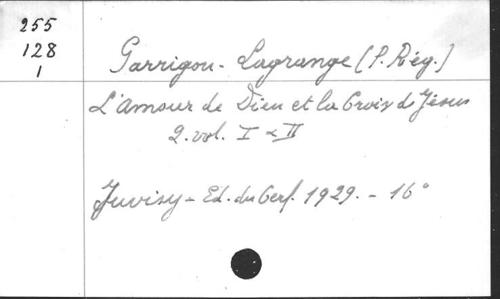 255
128
1
Garrigou-Lagrange (P. Rég.)
L'amour de Dieu et la Croix de Jésus
2. vol. I & II
Juvisy - Ed. du Cerf. 1929. - 16°